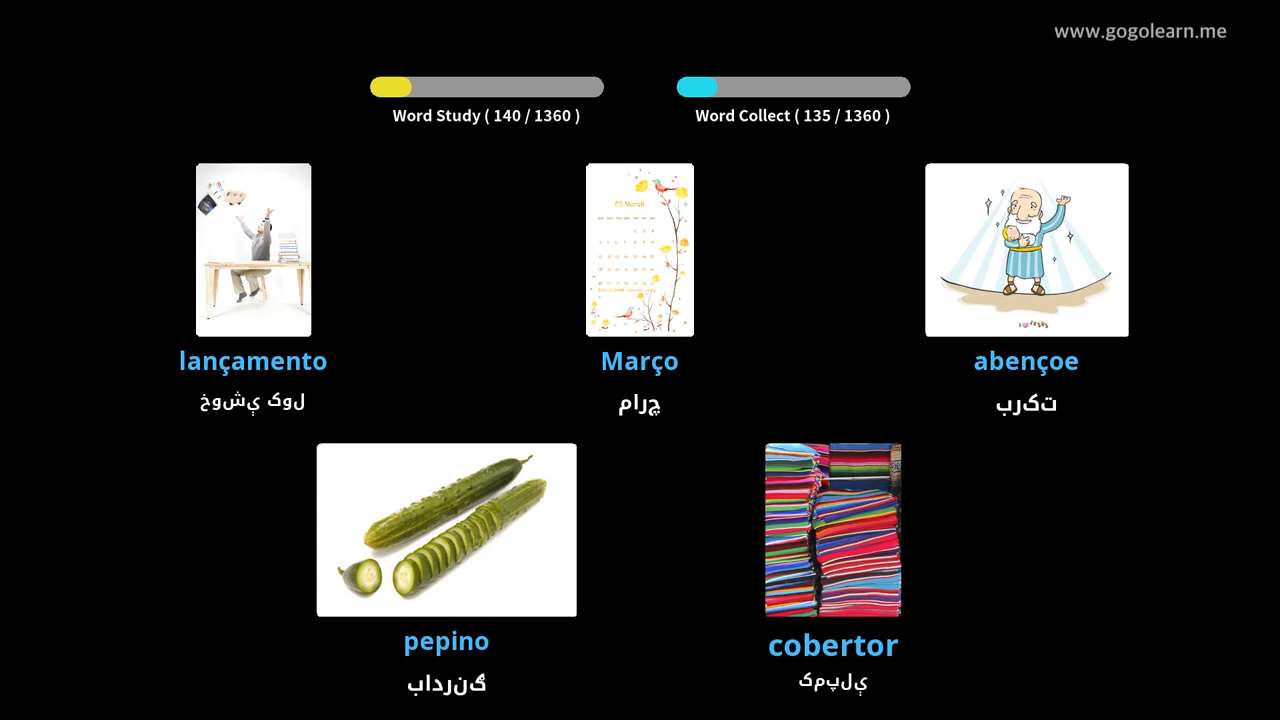 www.gogolearn.me
Word Study ( 140 / 1360 )
Word Collect ( 135 / 1360 )
lançamento
خوشې کول
Março
مارچ
abençoe
برکت
pepino
بادرنګ
cobertor
کمپلې